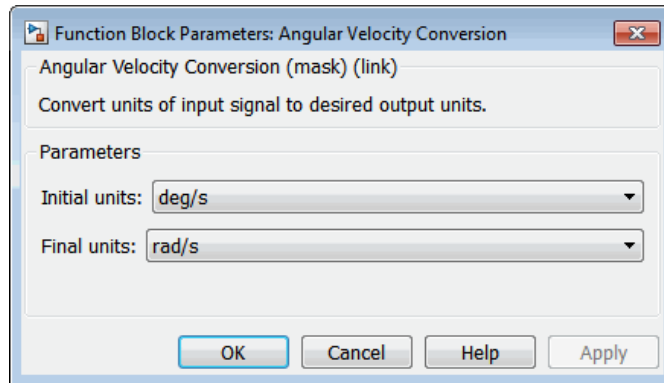 Function Block Parameters: Angular Velocity Conversion
Angular Velocity Conversion (mask) (link)
Convert units of input signal to desired output units.
Parameters
Initial units: deg/s
Final units: rad/s
OK Cancel Help Apply